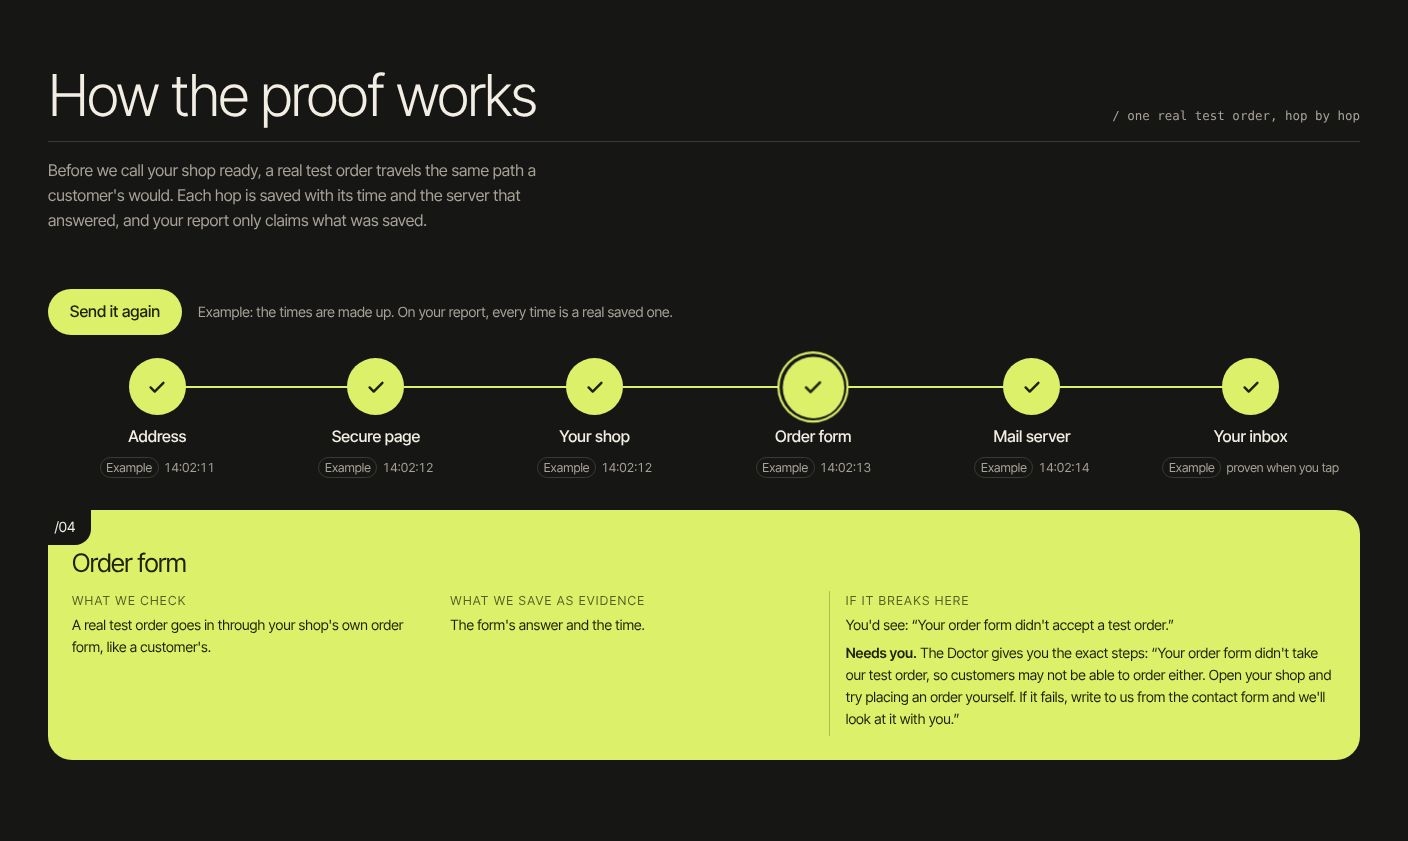 How the proof works
/ one real test order, hop by hop
Before we call your shop ready, a real test order travels the same path a
customer's would. Each hop is saved with its time and the server that
answered, and your report only claims what was saved.
Send it again
Example: the times are made up. On your report, every time is a real saved one.
Address
Example 14:02:11
Secure page
Example 14:02:12
Your shop
Example 14:02:12
Order form
Example 14:02:13
Mail server
Example 14:02:14
Your inbox
Example proven when you tap
/04
Order form
WHAT WE CHECK
A real test order goes in through your shop's own order
form, like a customer's.
WHAT WE SAVE AS EVIDENCE
The form's answer and the time.
IF IT BREAKS HERE
You'd see: “Your order form didn't accept a test order.”
Needs you. The Doctor gives you the exact steps: “Your order form didn't take
our test order, so customers may not be able to order either. Open your shop and
try placing an order yourself. If it fails, write to us from the contact form and we'll
look at it with you.”